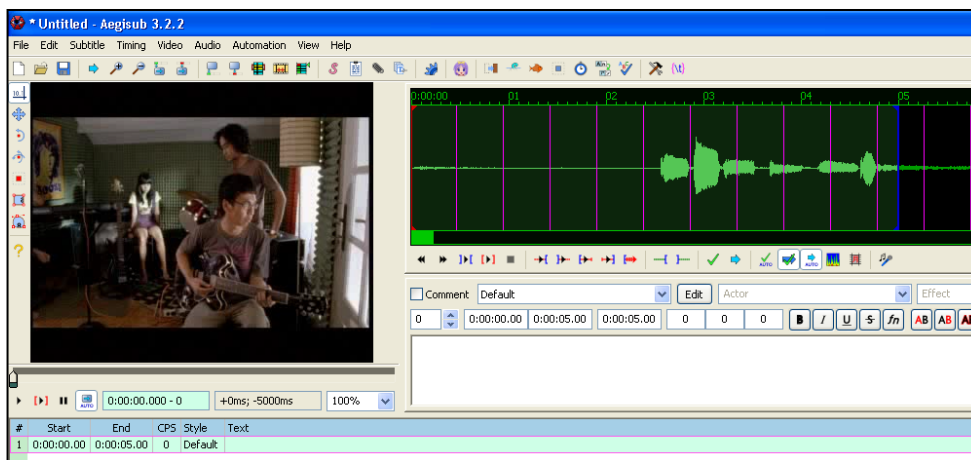 * Untitled - Aegisub 3.2.2
File Edit Subtitle Timing Video Audio Automation View Help
0:00:00 01 02 03 04 05
Comment Default Edit Actor Effect
0 0:00:00.00 0:00:05.00 0:00:05.00 0 0 0 B I U S fn AB AB AB
0:00:00.000 - 0 +0ms; -5000ms 100%
# Start End CPS Style Text
1 0:00:00.00 0:00:05.00 0 Default